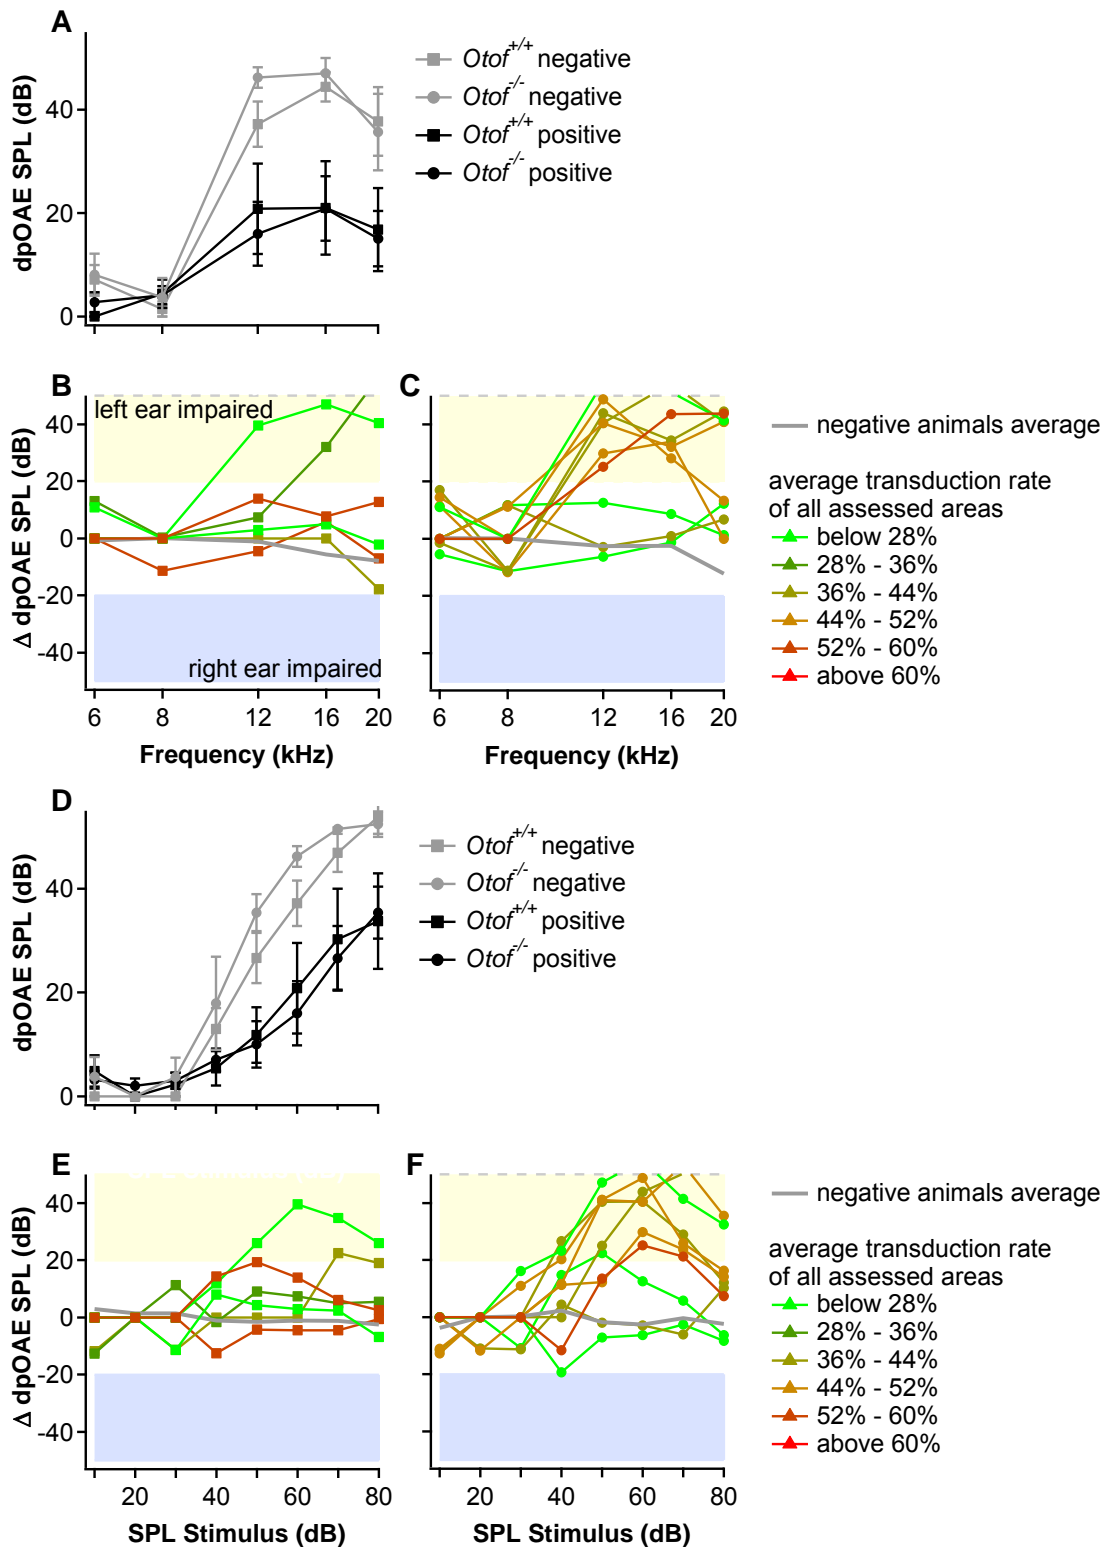 A
dpOAE SPL (dB)
40
20
0
Otof+/+ negative
Otof-/- negative
Otof+/+ positive
Otof-/- positive
B
left ear impaired
right ear impaired
Δ dpOAE SPL (dB)
40
20
0
-20
-40
6 8 12 16 20
Frequency (kHz)
C
6 8 12 16 20
Frequency (kHz)
negative animals average
average transduction rate
of all assessed areas
below 28%
28% - 36%
36% - 44%
44% - 52%
52% - 60%
above 60%
D
dpOAE SPL (dB)
40
20
0
Otof+/+ negative
Otof-/- negative
Otof+/+ positive
Otof-/- positive
E
Δ dpOAE SPL (dB)
40
20
0
-20
-40
20 40 60 80
SPL Stimulus (dB)
F
20 40 60 80
SPL Stimulus (dB)
negative animals average
average transduction rate
of all assessed areas
below 28%
28% - 36%
36% - 44%
44% - 52%
52% - 60%
above 60%